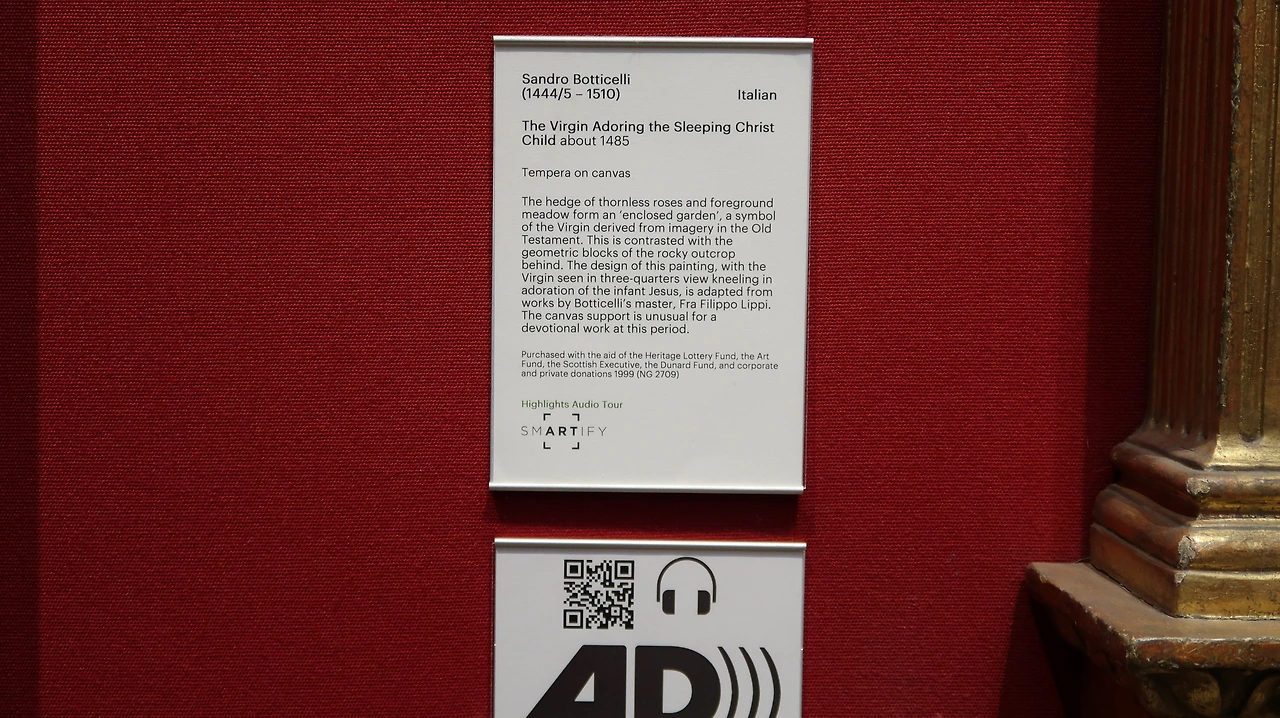 Sandro Botticelli
(1444/5 – 1510) Italian
The Virgin Adoring the Sleeping Christ
Child about 1485
Tempera on canvas
The hedge of thornless roses and foreground
meadow form an ‘enclosed garden’, a symbol
of the Virgin derived from imagery in the Old
Testament. This is contrasted with the
geometric blocks of the rocky outcrop
behind. The design of this painting, with the
Virgin seen in three-quarters view kneeling in
adoration of the infant Jesus, is adapted from
works by Botticelli’s master, Fra Filippo Lippi.
The canvas support is unusual for a
devotional work at this period.
Purchased with the aid of the Heritage Lottery Fund, the Art
Fund, the Scottish Executive, the Dunard Fund, and corporate
and private donations 1999 (NG 2709)
Highlights Audio Tour
SMARTIFY
AD